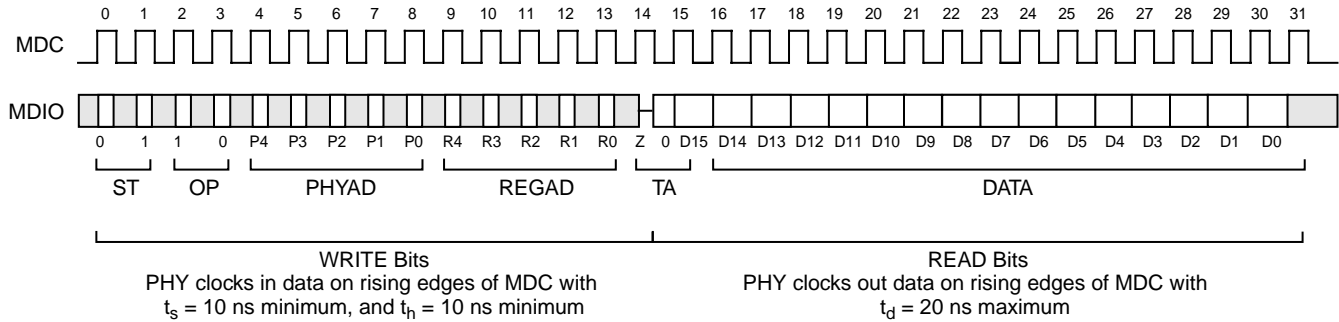 0 1 2 3 4 5 6 7 8 9 10 11 12 13 14 15 16 17 18 19 20 21 22 23 24 25 26 27 28 29 30 31
MDC
MDIO
0 1 1 0 P4 P3 P2 P1 P0 R4 R3 R2 R1 R0 Z 0 D15 D14 D13 D12 D11 D10 D9 D8 D7 D6 D5 D4 D3 D2 D1 D0
ST OP PHYAD REGAD TA DATA
WRITE Bits
PHY clocks in data on rising edges of MDC with
ts = 10 ns minimum, and th = 10 ns minimum
READ Bits
PHY clocks out data on rising edges of MDC with
td = 20 ns maximum